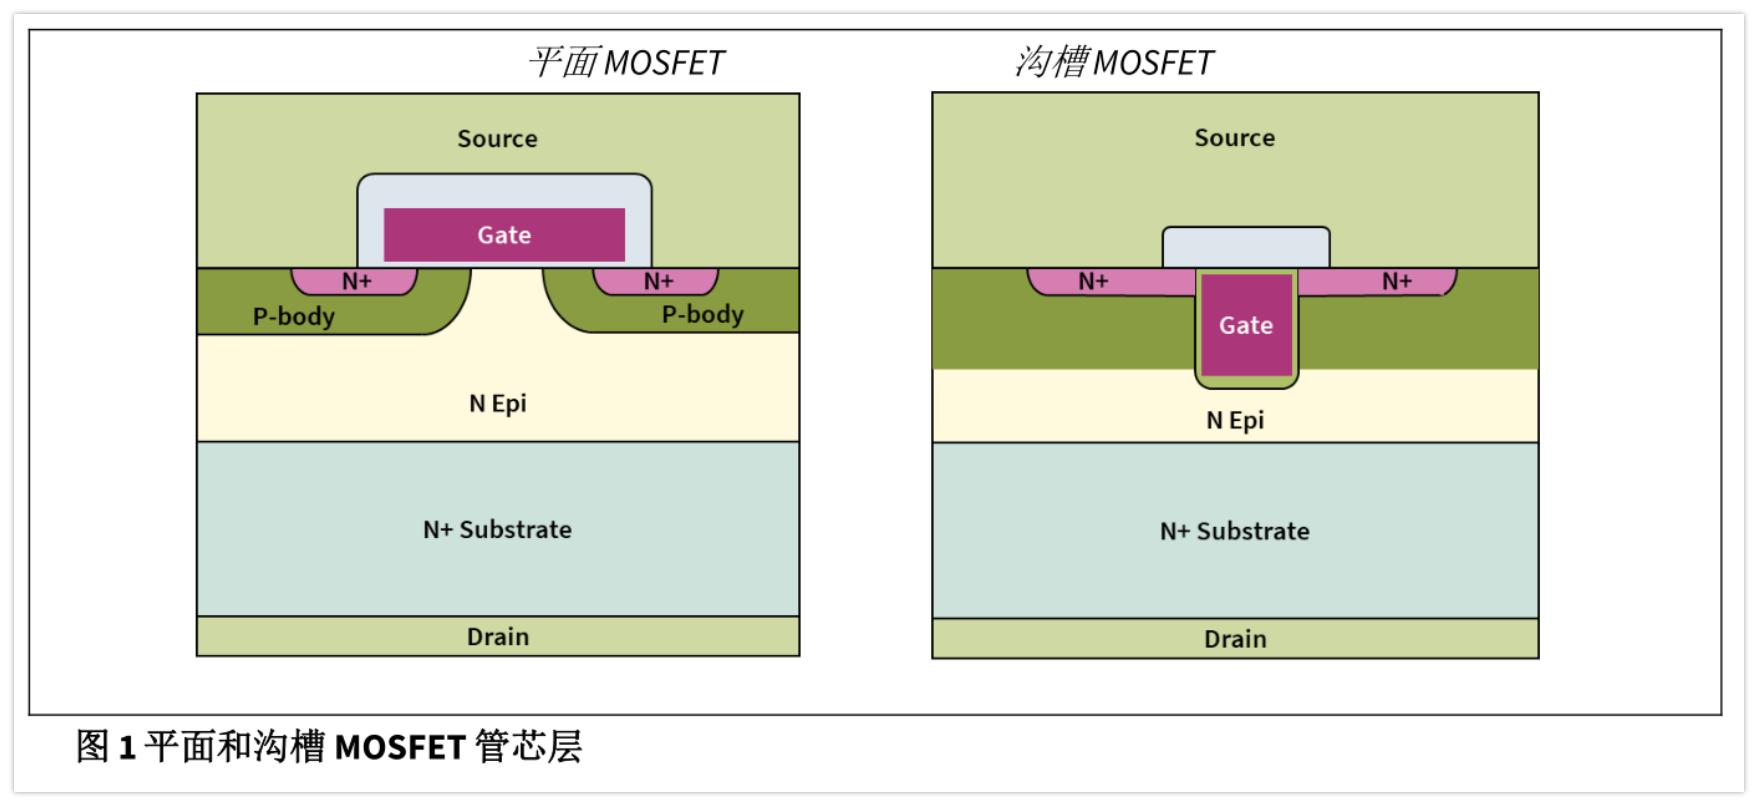 平面 MOSFET
沟槽 MOSFET
Source
Gate
N+
N+
P-body
P-body
N Epi
N+ Substrate
Drain
Source
N+
N+
Gate
N Epi
N+ Substrate
Drain
图 1 平面和沟槽 MOSFET 管芯层